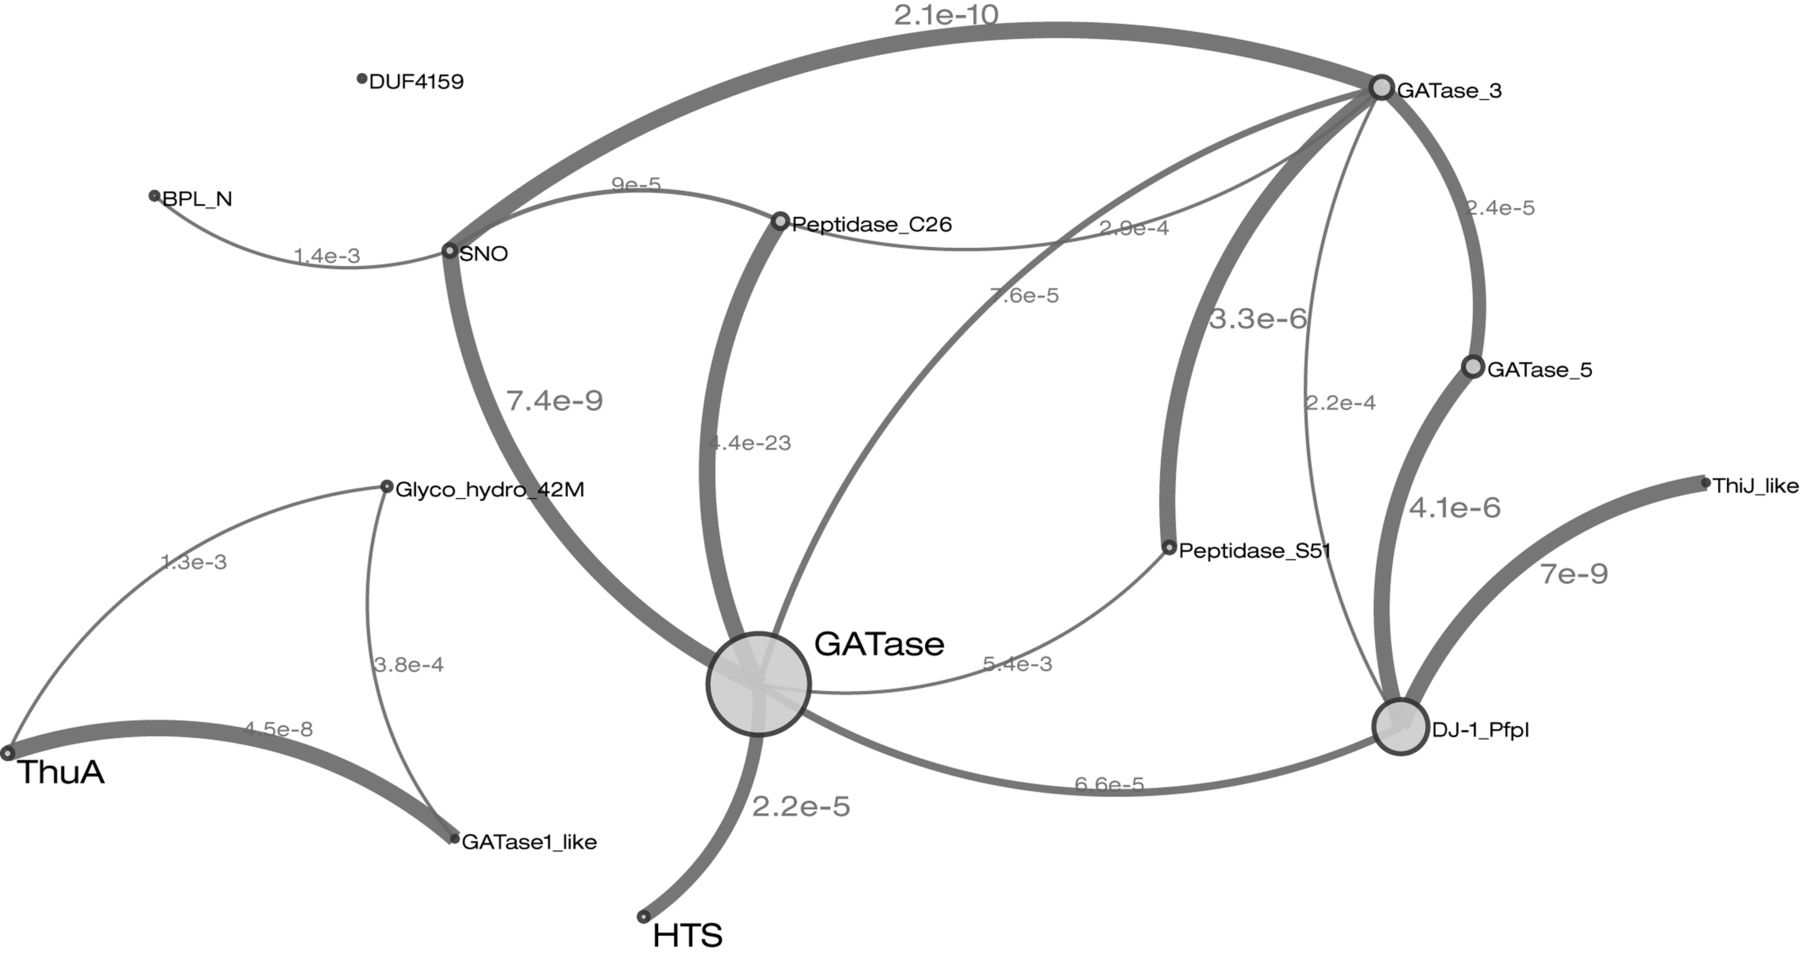 2.1e-10
DUF4159
GATase_3
9e-5
BPL_N
2.4e-5
Peptidase_C26
2.9e-4
SNO
1.4e-3
7.6e-5
3.3e-6
GATase_5
7.4e-9
2.2e-4
4.4e-23
Glyco_hydro_42M
ThiJ_like
4.1e-6
Peptidase_S51
1.3e-3
7e-9
GATase
3.8e-4
5.4e-3
4.5e-8
DJ-1_PfpI
ThuA
6.6e-5
2.2e-5
GATase1_like
HTS